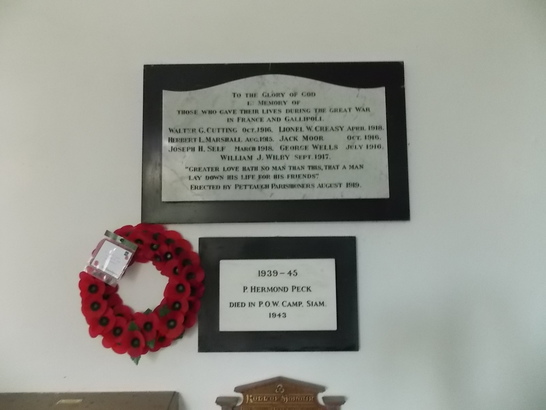 To the Glory of God
In Memory of
those who gave their lives during the Great War
in France and Gallipoli.
Walter G. Cutting Oct. 1916. Lionel W. Creasy Apr. 1918.
Herbert L. Marshall Aug. 1915. Jack Moor. Oct. 1916.
Joseph H. Self March 1918. George Wells July 1916.
William J. Wilby Sept. 1917.
"Greater love hath no man than this, that a man
lay down his life for his friends".
Erected by Pettaugh Parishioners August 1919.
1939-45
P. Hermond Peck
died in P.O.W. Camp, Siam.
1943
Roll of Honour